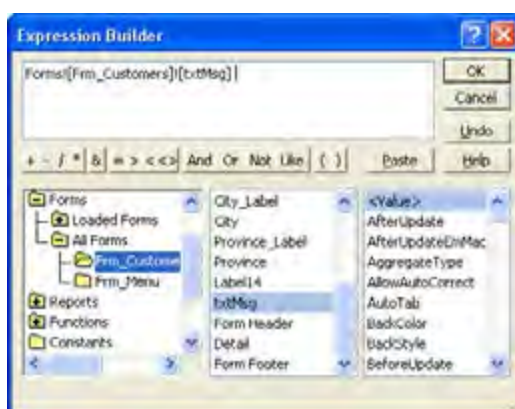 Expression Builder
Forms![Frm_Customers]![txtMsg]
OK
Cancel
Undo
+ - / * & = > < <> And Or Not Like ( ) Paste Help
Forms
Loaded Forms
All Forms
Frm_Custome
Frm_Menu
Reports
Functions
Constants
City_Label
City
Province_Label
Province
Label14
txtMsg
Form Header
Detail
Form Footer
<Value>
AfterUpdate
AfterUpdateEmMac
AggregateType
AllowAutoCorrect
AutoTab
BackColor
BackStyle
BeforeUpdate